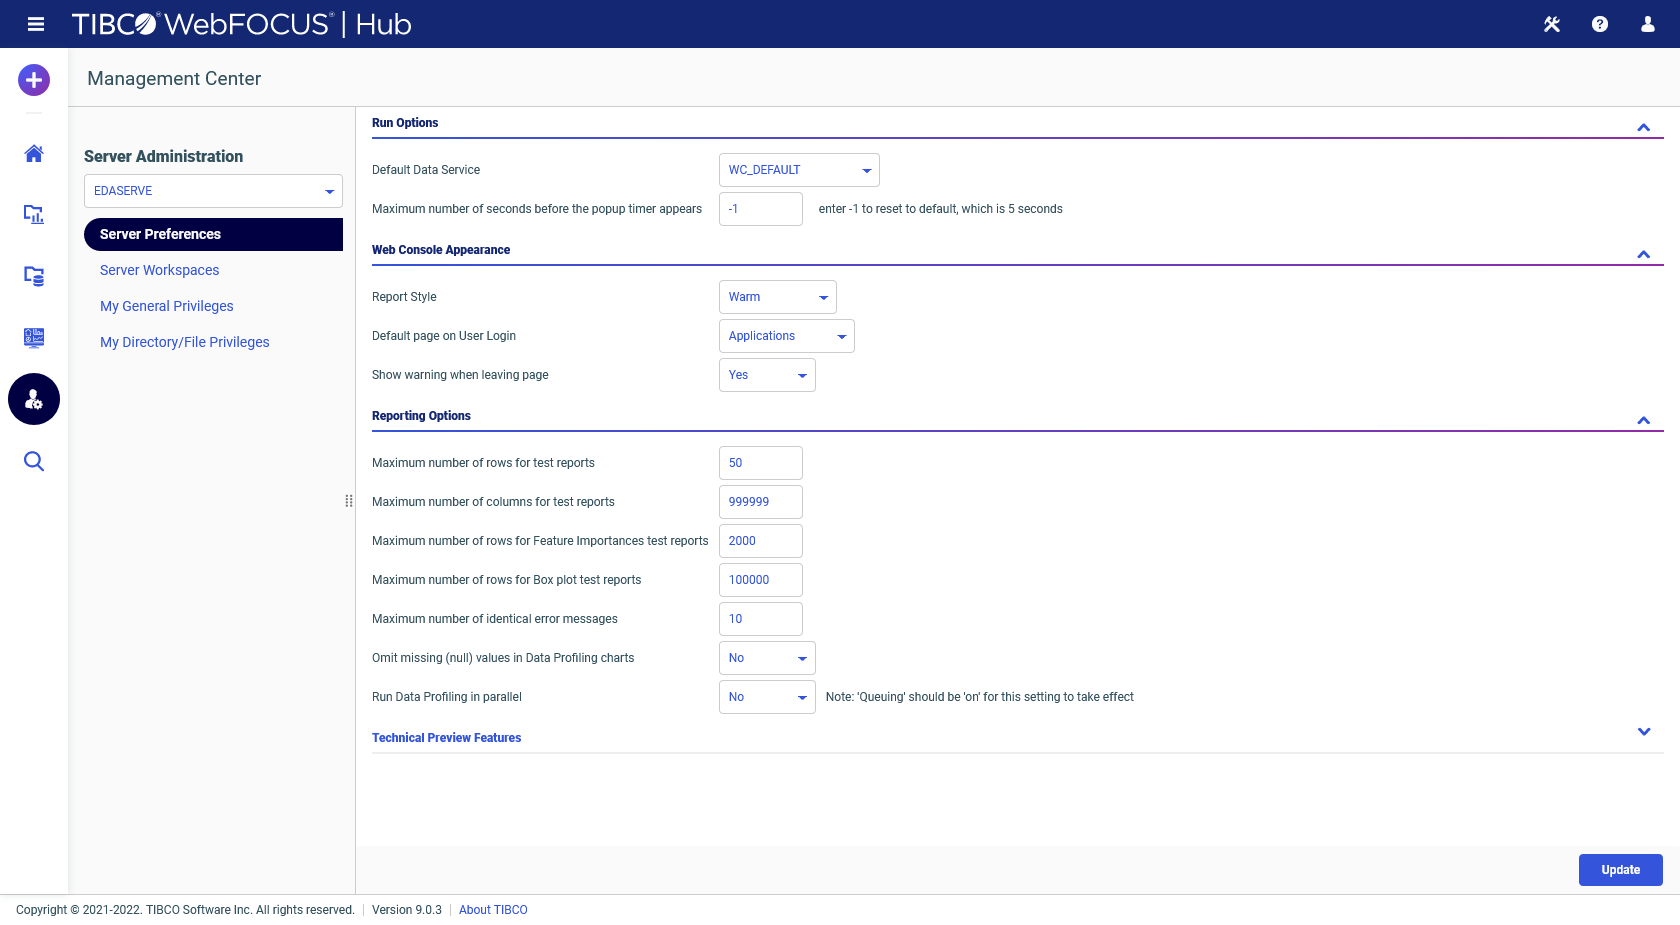 TIBCO® WebFOCUS® | Hub
Management Center
Server Administration
EDASERVE
Server Preferences
Server Workspaces
My General Privileges
My Directory/File Privileges
Run Options
Default Data Service WC_DEFAULT
Maximum number of seconds before the popup timer appears -1 enter -1 to reset to default, which is 5 seconds
Web Console Appearance
Report Style Warm
Default page on User Login Applications
Show warning when leaving page Yes
Reporting Options
Maximum number of rows for test reports 50
Maximum number of columns for test reports 999999
Maximum number of rows for Feature Importances test reports 2000
Maximum number of rows for Box plot test reports 100000
Maximum number of identical error messages 10
Omit missing (null) values in Data Profiling charts No
Run Data Profiling in parallel No Note: 'Queuing' should be 'on' for this setting to take effect
Technical Preview Features
Update
Copyright © 2021-2022. TIBCO Software Inc. All rights reserved. | Version 9.0.3 | About TIBCO